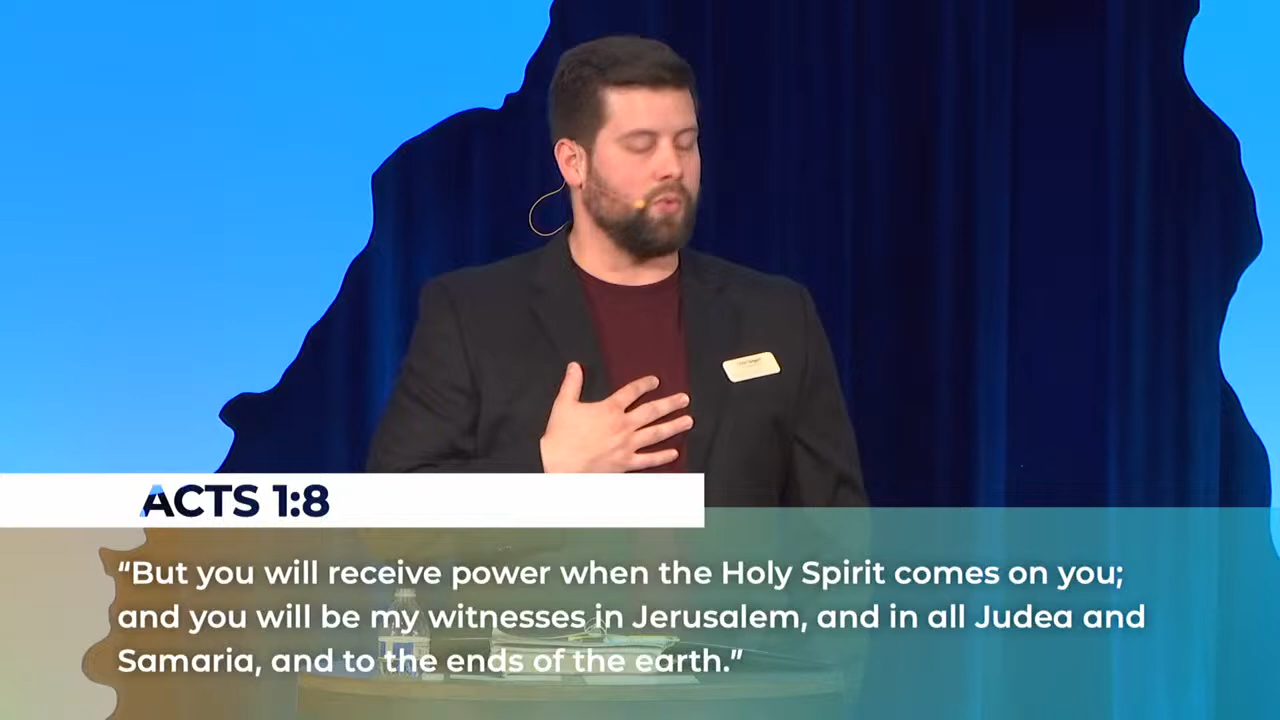 ACTS 1:8
“But you will receive power when the Holy Spirit comes on you;
and you will be my witnesses in Jerusalem, and in all Judea and
Samaria, and to the ends of the earth.”